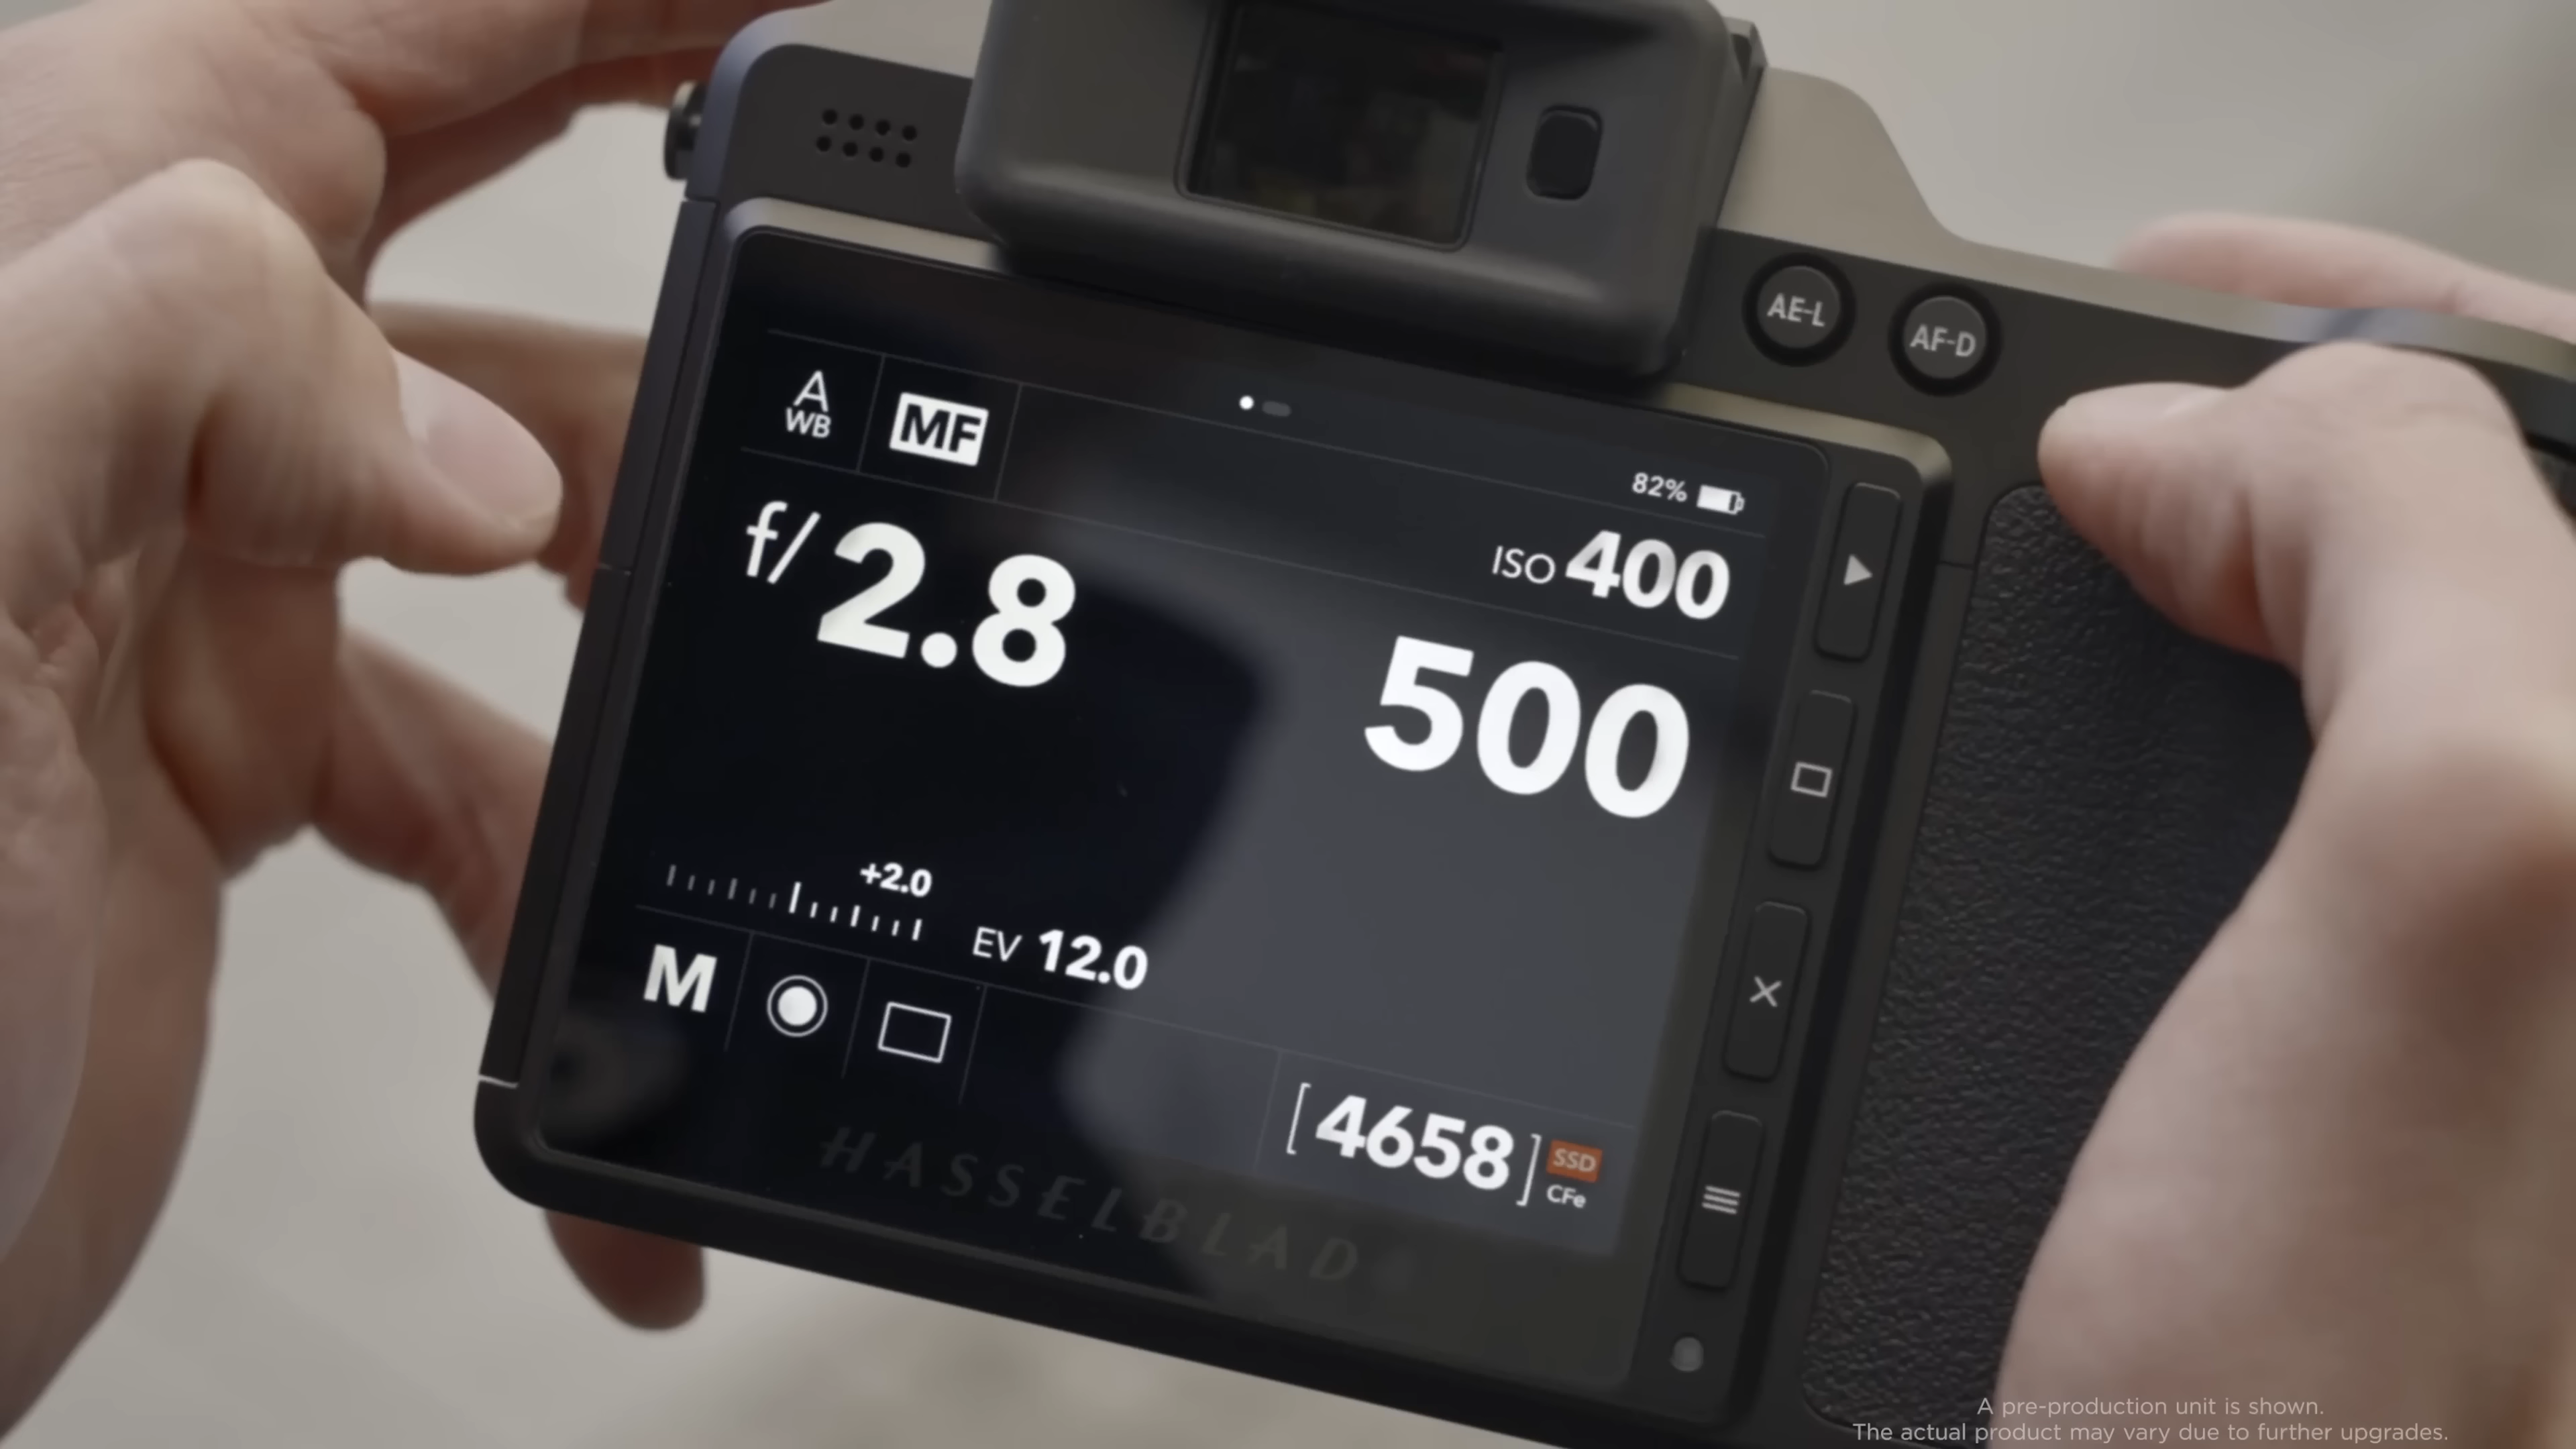 AE-L
AF-D
A
WB
MF
82%
f/2.8
ISO 400
500
+2.0
EV 12.0
M
[4658]
SSD
CFe
HASSELBLAD
A pre-production unit is shown.
The actual product may vary due to further upgrades.